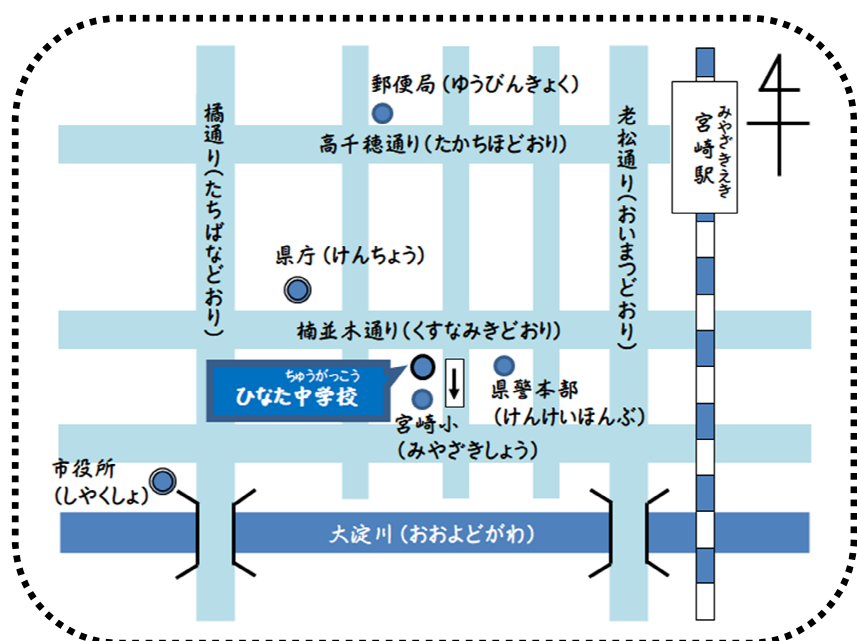 郵便局(ゆうびんきょく)
高千穂通り(たかちほどおり)
橘通り(たちばなどおり)
老松通り(おいまつどおり)
みやざきえき
宮崎駅
県庁(けんちょう)
楠並木通り(くすなみきどおり)
ちゅうがっこう
ひなた中学校
宮崎小
(みやざきしょう)
県警本部
(けんけいほんぶ)
市役所
(しやくしょ)
大淀川(おおよどがわ)